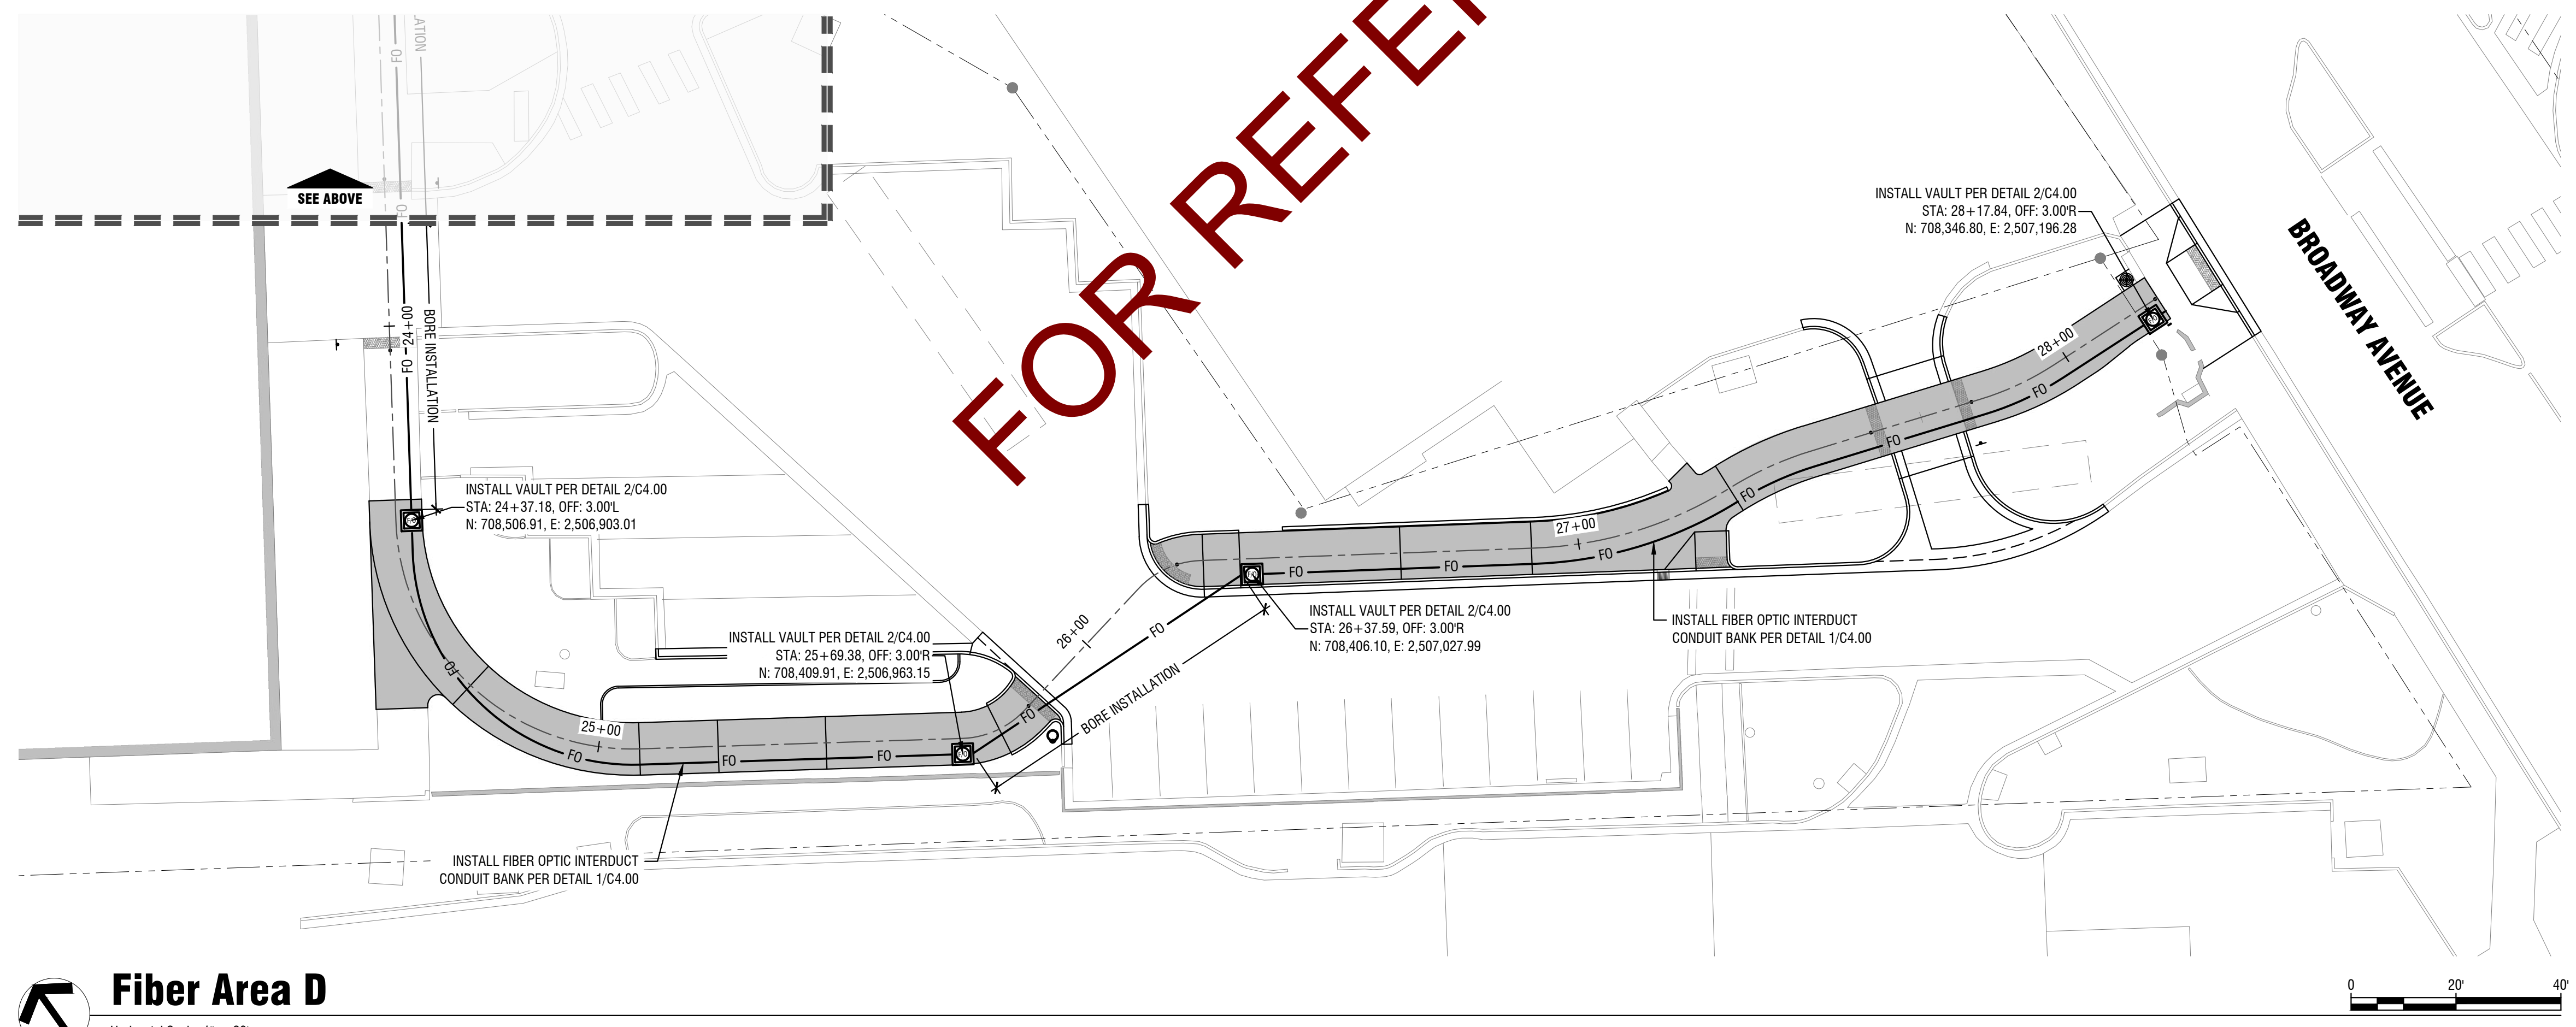 FO
SEE ABOVE
FO
FOR REFE
BROADWAY AVENUE
INSTALL VAULT PER DETAIL 2/C4.00
STA: 28+17.84, OFF: 3.00'R
N: 708,346.80, E: 2,507,196.28
FO
24+00
BORE INSTALLATION
28+00
FO
FO
FO
INSTALL VAULT PER DETAIL 2/C4.00
STA: 24+37.18, OFF: 3.00'L
N: 708,506.91, E: 2,506,903.01
27+00
FO
FO
FO
INSTALL VAULT PER DETAIL 2/C4.00
STA: 26+37.59, OFF: 3.00'R
N: 708,406.10, E: 2,507,027.99
INSTALL FIBER OPTIC INTERDUCT
CONDUIT BANK PER DETAIL 1/C4.00
26+00
FO
BORE INSTALLATION
INSTALL VAULT PER DETAIL 2/C4.00
STA: 25+69.38, OFF: 3.00'R
N: 708,409.91, E: 2,506,963.15
FO
FO
25+00
FO
FO
FO
INSTALL FIBER OPTIC INTERDUCT
CONDUIT BANK PER DETAIL 1/C4.00
Fiber Area D
0 20' 40'